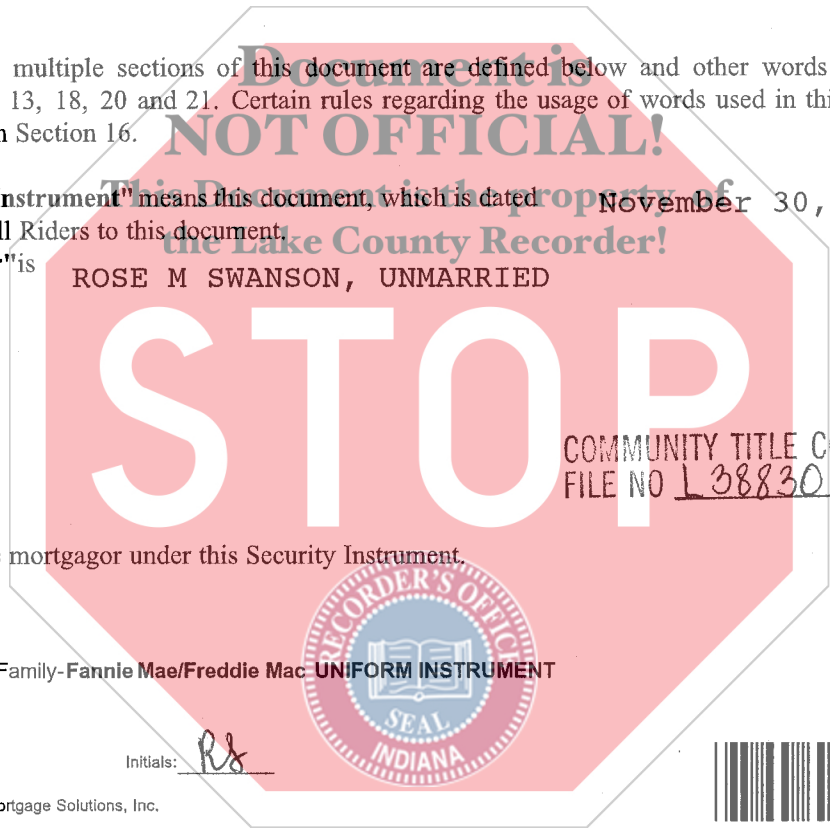 Document is
multiple sections of this document are defined below and other words
13, 18, 20 and 21. Certain rules regarding the usage of words used in thi
n Section 16.
NOT OFFICIAL!
nstrument" means this document, which is dated November 30,
This Document is the property of
ll Riders to this document.
the Lake County Recorder!
r" is
ROSE M SWANSON, UNMARRIED
STOP
COMMUNITY TITLE C
FILE NO L38830
e mortgagor under this Security Instrument.
RECORDER'S OFFICE
SEAL
INDIANA
Family-Fannie Mae/Freddie Mac UNIFORM INSTRUMENT
Initials: RS
ortgage Solutions, Inc.